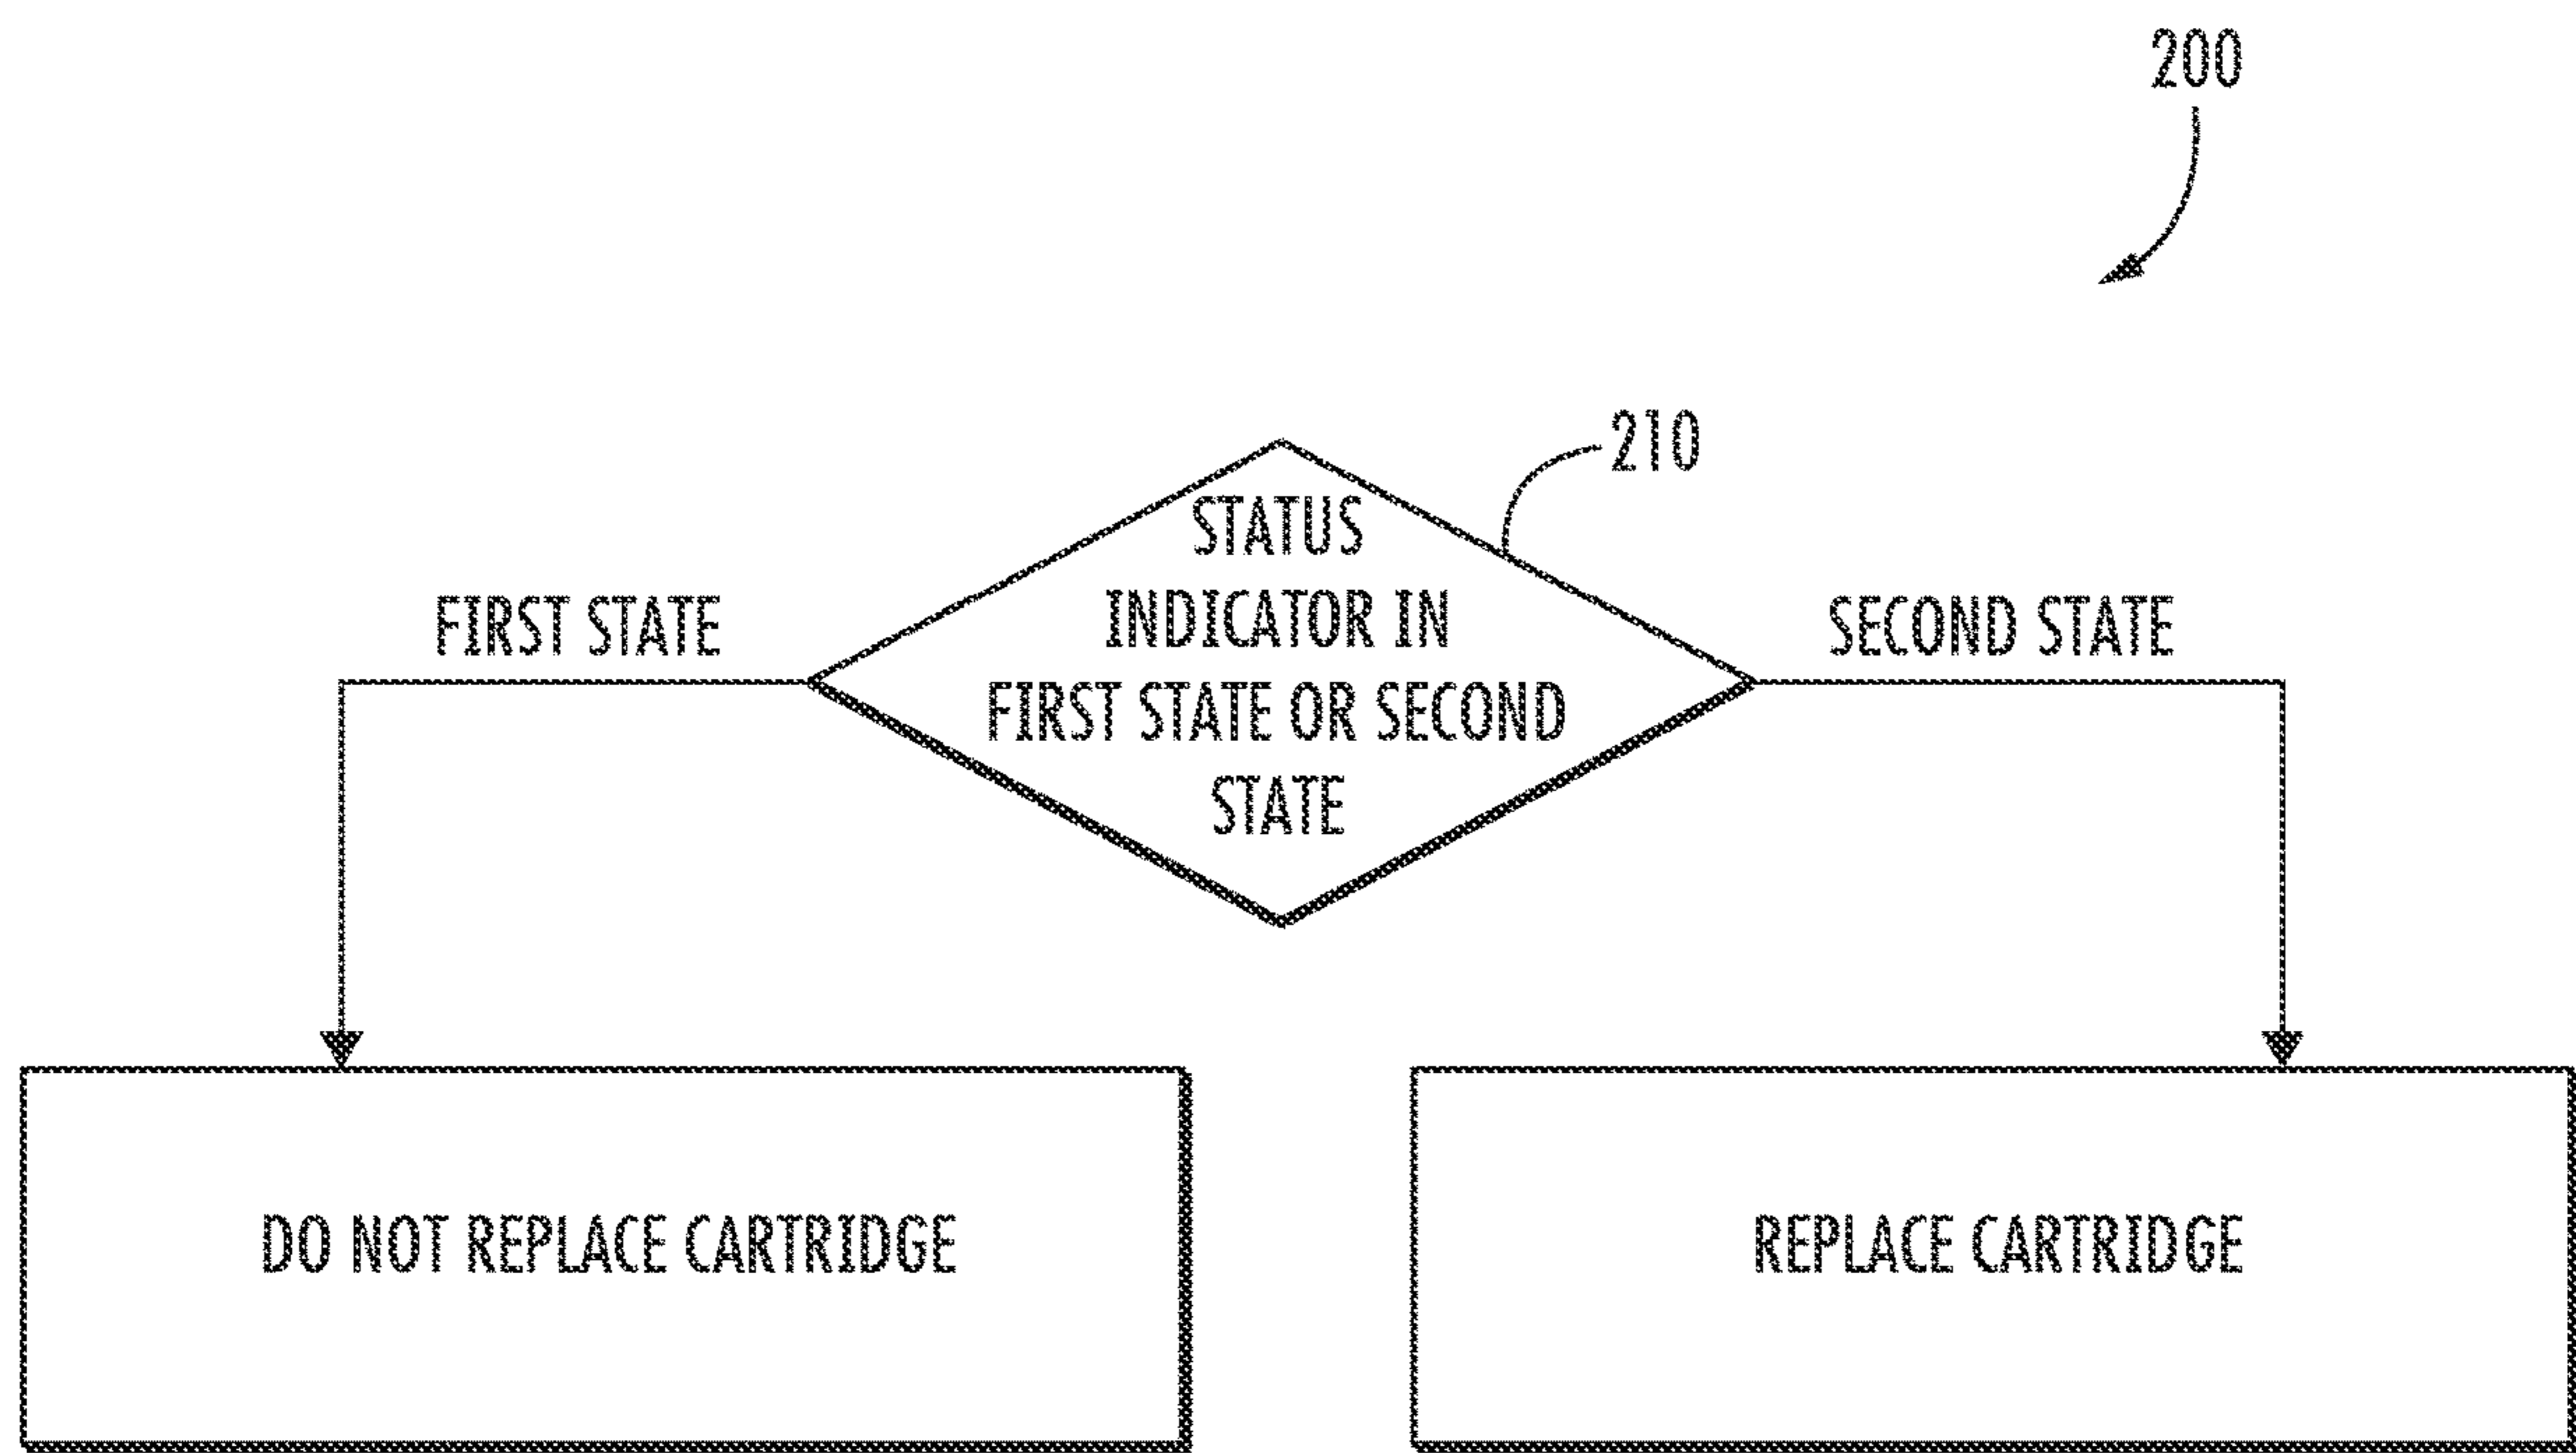 200
210
STATUS
INDICATOR IN
FIRST STATE OR SECOND
STATE
FIRST STATE
SECOND STATE
DO NOT REPLACE CARTRIDGE
REPLACE CARTRIDGE